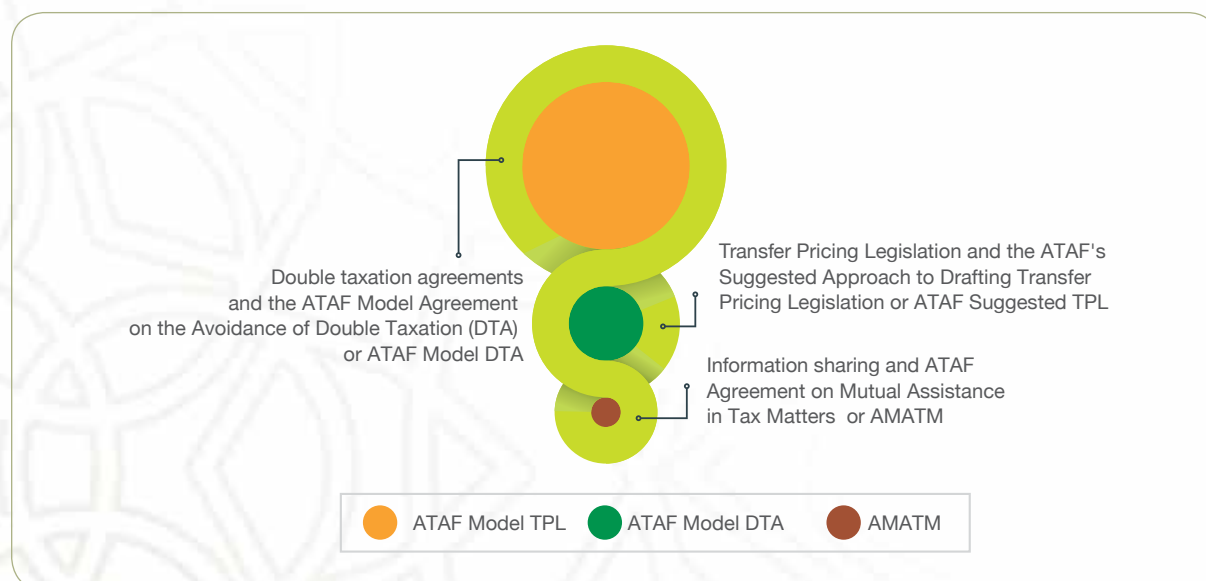 Double taxation agreements
and the ATAF Model Agreement
on the Avoidance of Double Taxation (DTA)
or ATAF Model DTA
Transfer Pricing Legislation and the ATAF's
Suggested Approach to Drafting Transfer
Pricing Legislation or ATAF Suggested TPL
Information sharing and ATAF
Agreement on Mutual Assistance
in Tax Matters or AMATM
ATAF Model TPL
ATAF Model DTA
AMATM